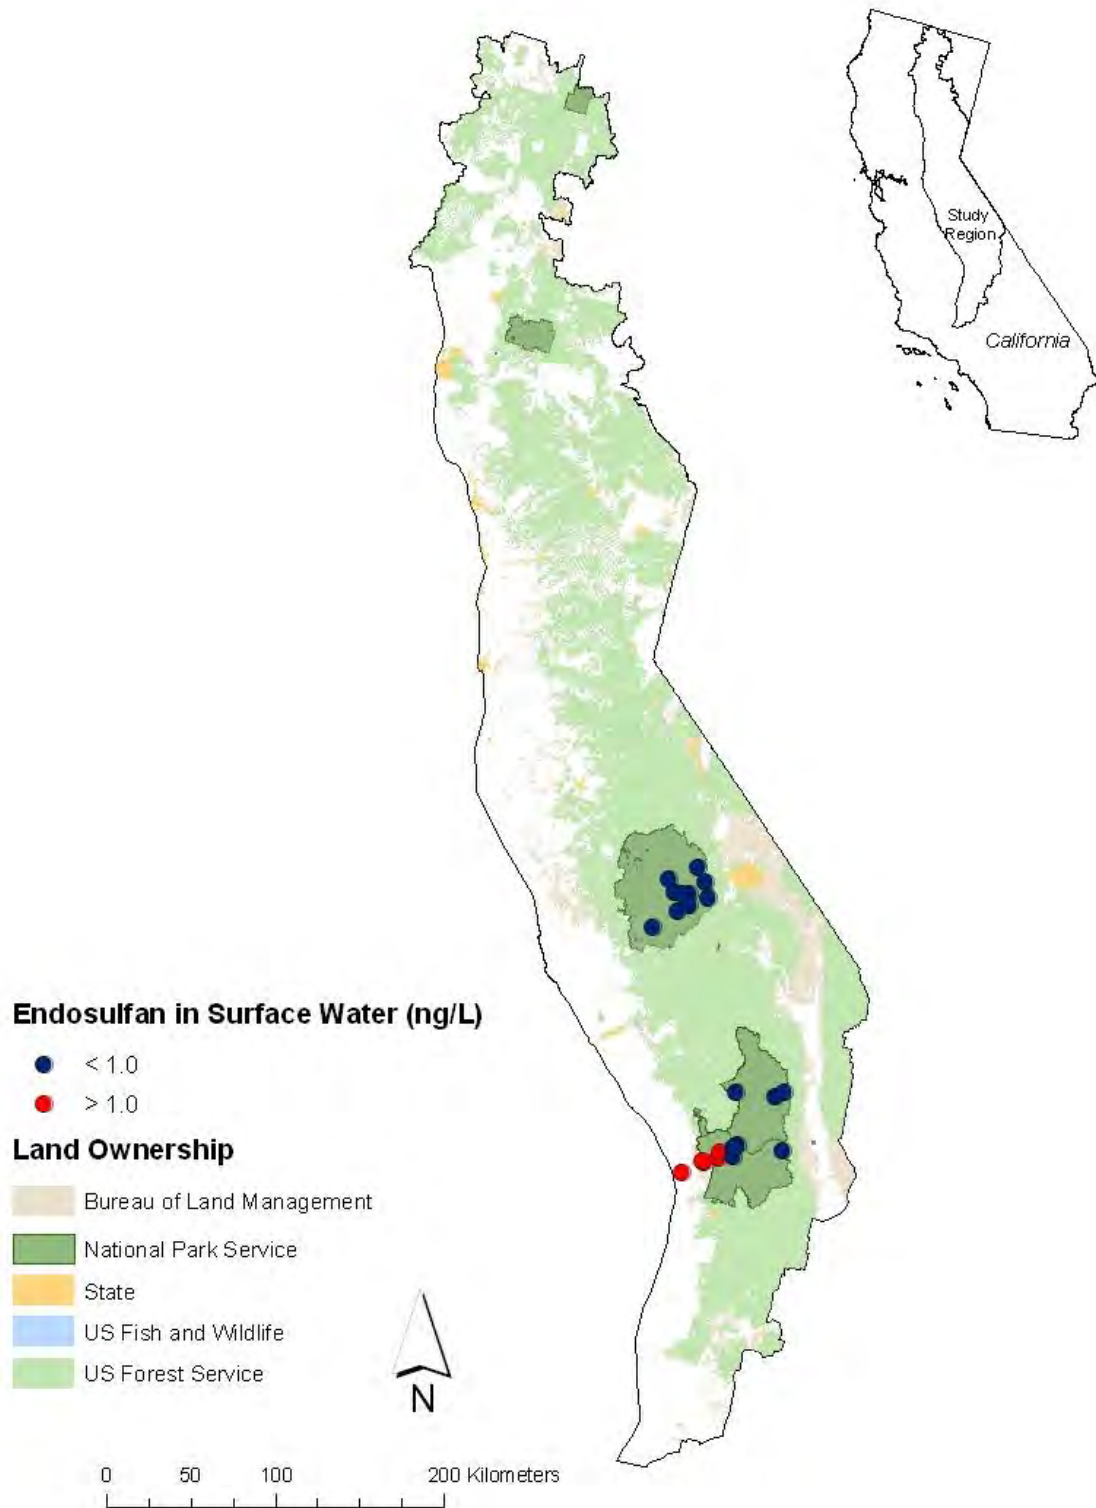 Study
Region
California
Endosulfan in Surface Water (ng/L)
< 1.0
> 1.0
Land Ownership
Bureau of Land Management
National Park Service
State
US Fish and Wildlife
US Forest Service
N
0 50 100 200 Kilometers